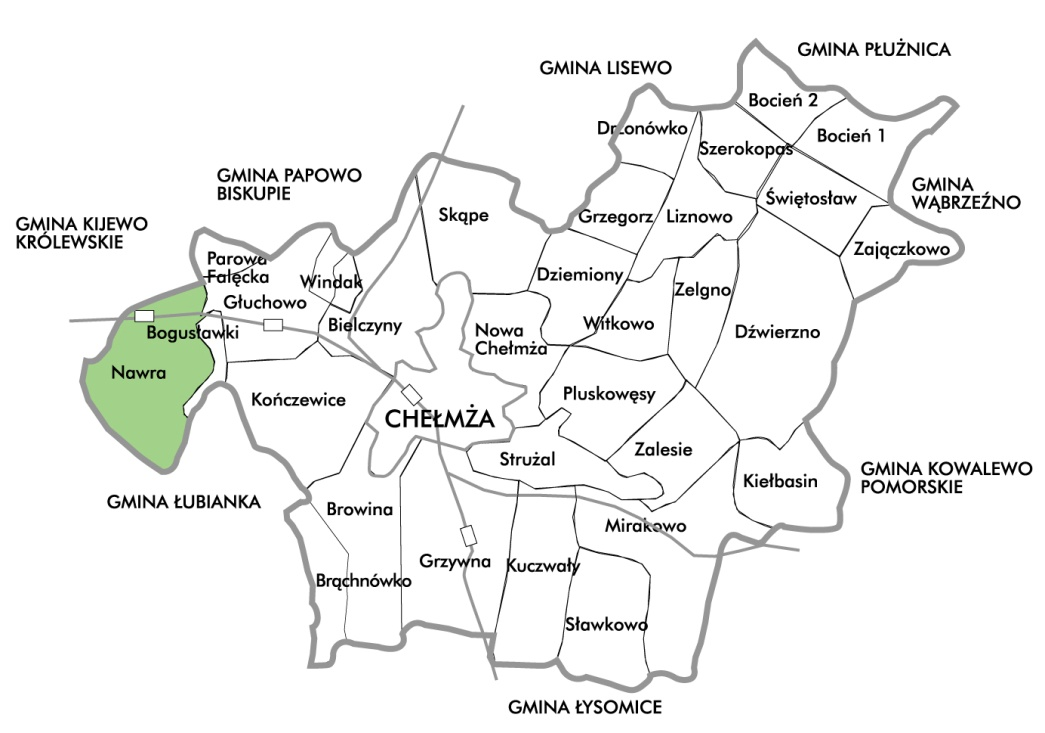 GMINA PŁUŻNICA
GMINA LISEWO
Bocień 2
Drzonówko
Bocień 1
Szerokopas
GMINA PAPOWO
BISKUPIE
GMINA
WĄBRZEŹNO
Świętosław
Skąpe
Grzegorz
Liznowo
GMINA KIJEWO
KRÓLEWSKIE
Zajączkowo
Parowa
Falęcka
Windak
Dziemiony
Zelgno
Głuchowo
Bielczyny
Witkowo
Bogusławki
Nowa
Chełmża
Dźwierzno
Nawra
Kończewice
Pluskowęsy
CHEŁMŻA
Zalesie
Strużal
GMINA KOWALEWO
POMORSKIE
Kiełbasin
GMINA ŁUBIANKA
Browina
Mirakowo
Grzywna
Kuczwały
Brąchnówko
Sławkowo
GMINA ŁYSOMICE